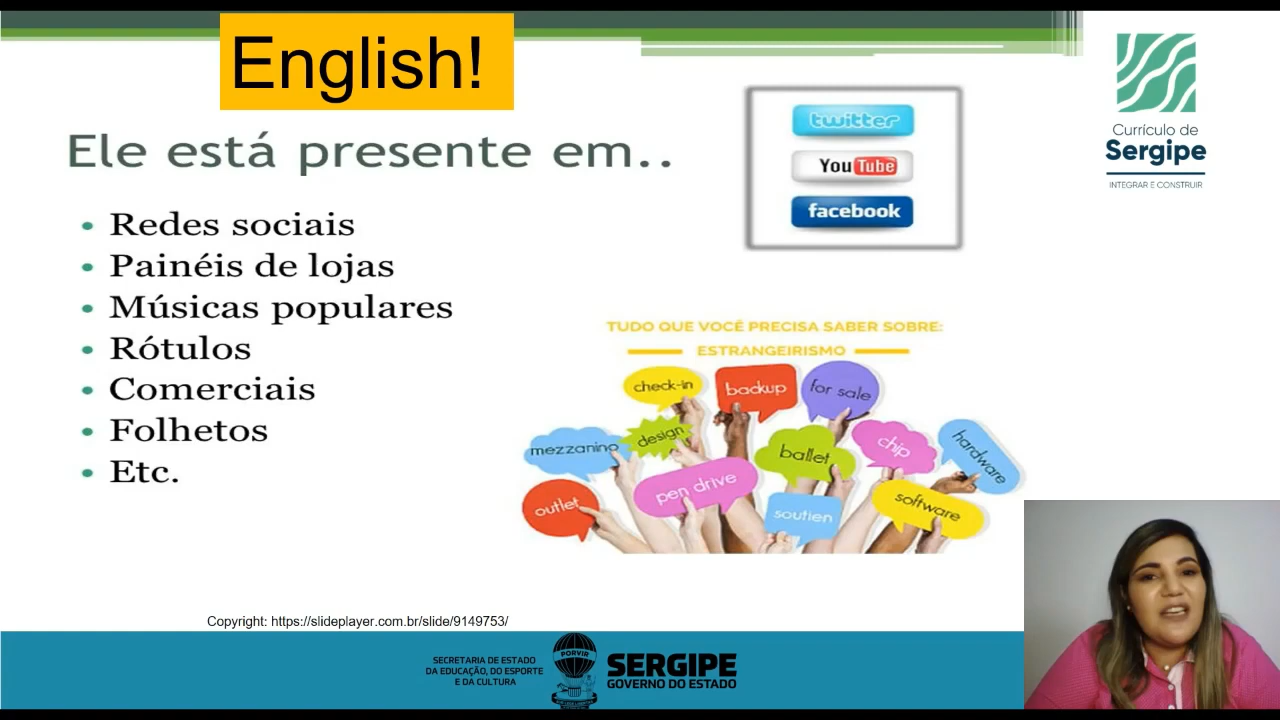 English!
Ele está presente em..
• Redes sociais
• Painéis de lojas
• Músicas populares
• Rótulos
• Comerciais
• Folhetos
• Etc.
twitter
YouTube
facebook
Currículo de
Sergipe
INTEGRAR E CONSTRUIR
TUDO QUE VOCÊ PRECISA SABER SOBRE:
ESTRANGEIRISMO
check-in
backup
for sale
mezzanino
design
ballet
chip
hardware
outlet
pen drive
soutien
software
Copyright: https://slideplayer.com.br/slide/9149753/
SECRETARIA DE ESTADO
DA EDUCAÇÃO, DO ESPORTE
E DA CULTURA
PORVIR
SERGIPE
GOVERNO DO ESTADO